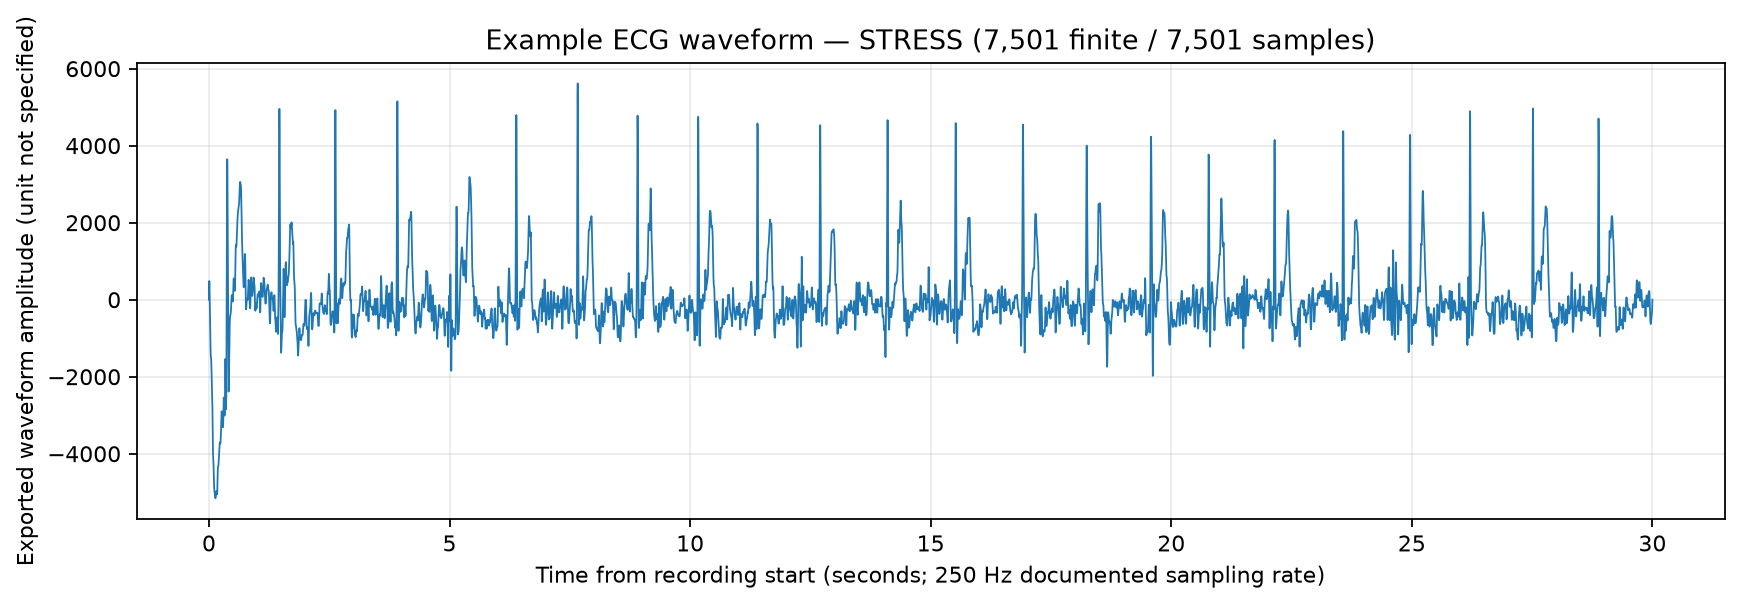 Example ECG waveform — STRESS (7,501 finite / 7,501 samples)
Exported waveform amplitude (unit not specified)
6000
4000
2000
0
−2000
−4000
0 5 10 15 20 25 30
Time from recording start (seconds; 250 Hz documented sampling rate)